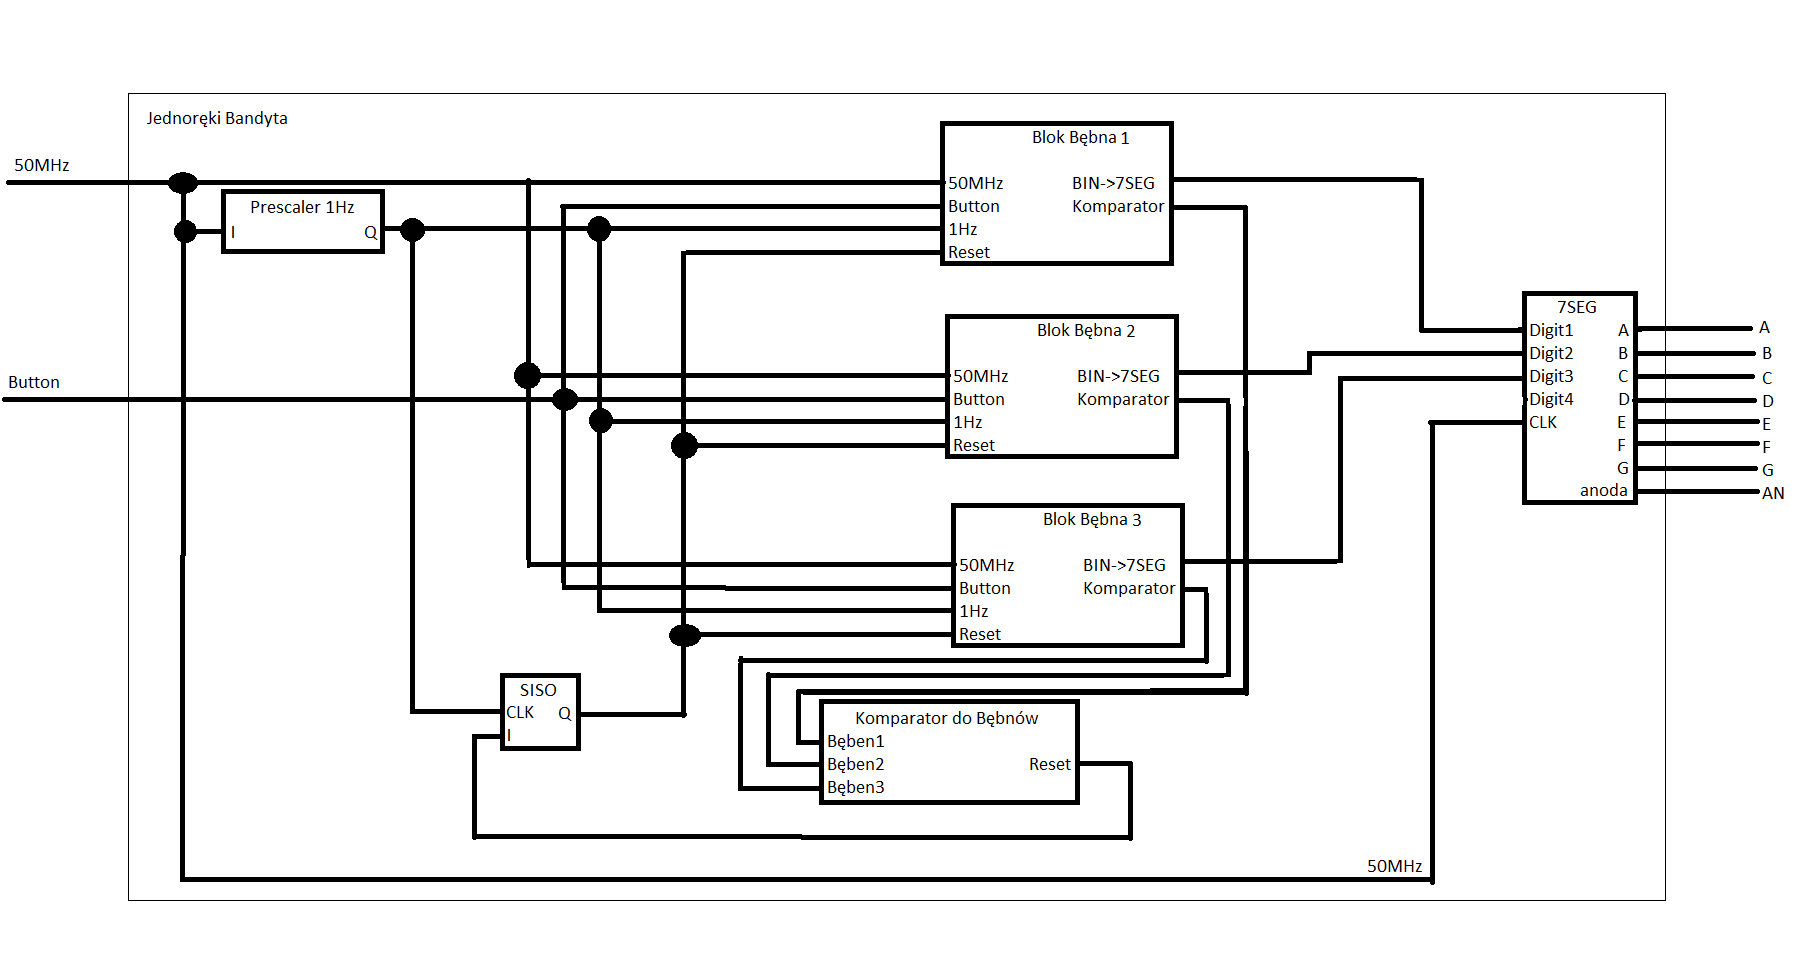 Jednoręki Bandyta
50MHz
Prescaler 1Hz
I Q
Blok Bębna 1
50MHz BIN->7SEG
Button Komparator
1Hz
Reset
Button
Blok Bębna 2
50MHz BIN->7SEG
Button Komparator
1Hz
Reset
Blok Bębna 3
50MHz BIN->7SEG
Button Komparator
1Hz
Reset
7SEG
Digit1 A
Digit2 B
Digit3 C
Digit4 D
CLK E
F
G
anoda
A
B
C
D
E
F
G
AN
SISO
CLK Q
I
Komparator do Bębnów
Bęben1
Bęben2 Reset
Bęben3
50MHz